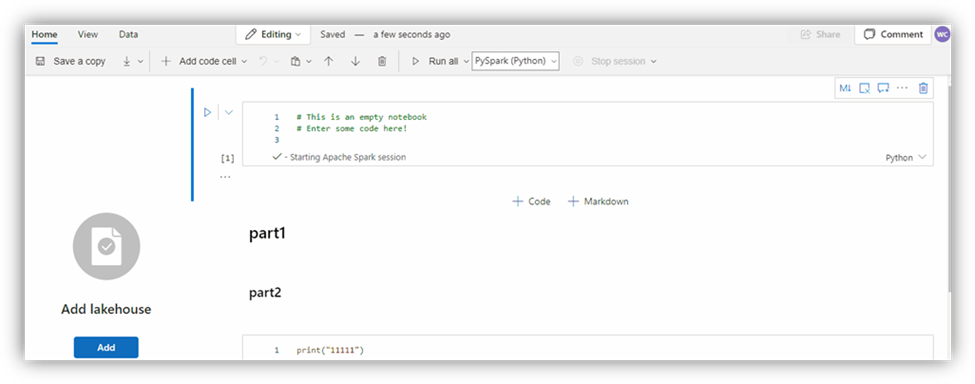 Home View Data Editing Saved — a few seconds ago Share Comment WC
Save a copy Add code cell Run all PySpark (Python) Stop session
M↓
1 # This is an empty notebook
2 # Enter some code here!
3
[1] - Starting Apache Spark session Python
...
+ Code + Markdown
part1
part2
Add lakehouse
Add
1 print("11111")